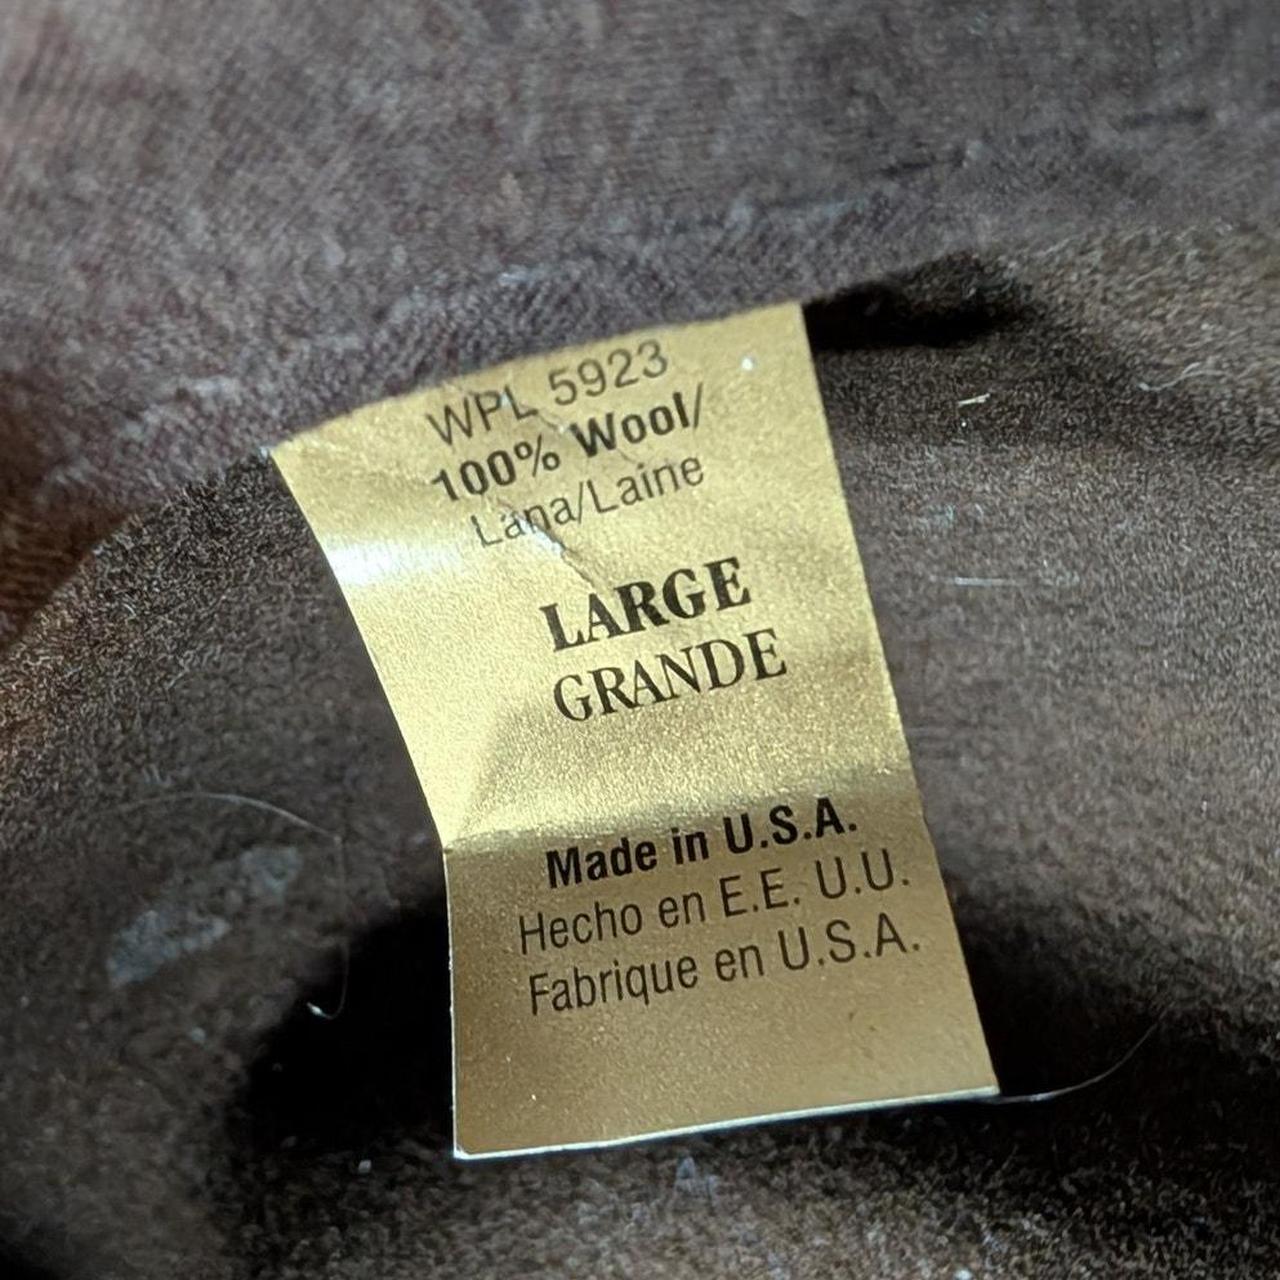 WPL 5923
100% Wool/
Lana/Laine
LARGE
GRANDE
Made in U.S.A.
Hecho en E.E. U.U.
Fabrique en U.S.A.